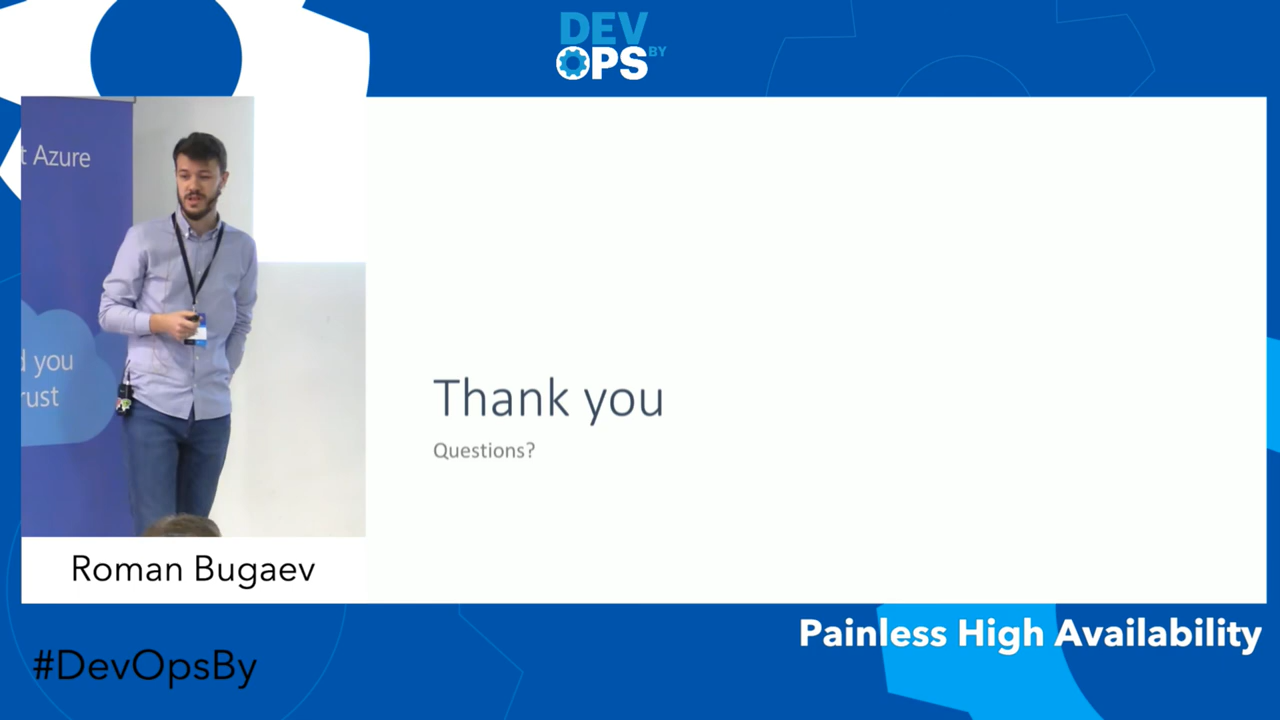 DEV
OPS BY
t Azure
d you
rust
Thank you
Questions?
Roman Bugaev
Painless High Availability
#DevOpsBy